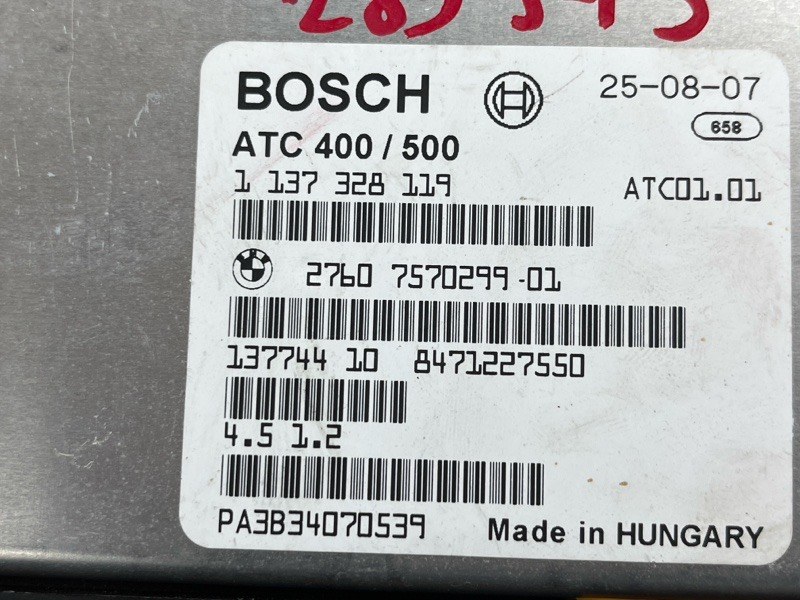 BOSCH 25-08-07
658
ATC 400 / 500
1 137 328 119 ATC01.01
2760 7570299-01
137744 10 8471227550
4.5 1.2
PA3B34070539 Made in HUNGARY